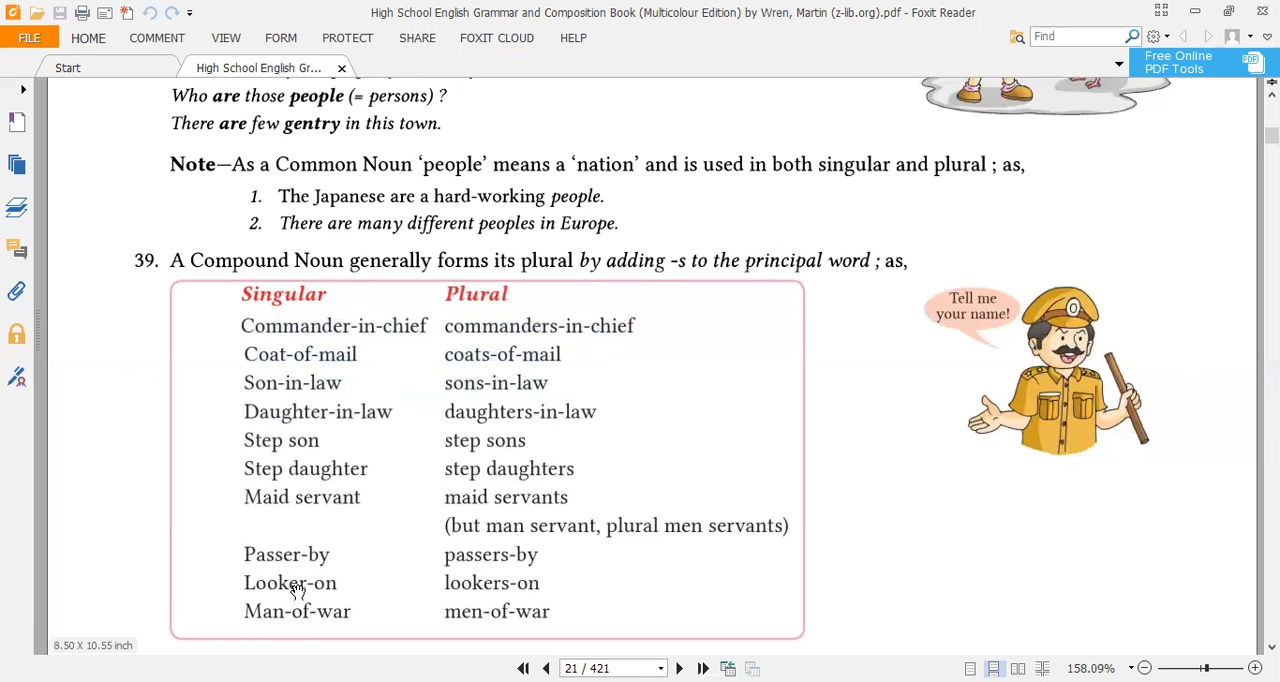 High School English Grammar and Composition Book (Multicolour Edition) by Wren, Martin (z-lib.org).pdf - Foxit Reader
FILE HOME COMMENT VIEW FORM PROTECT SHARE FOXIT CLOUD HELP Find
Start High School English Gr... Free Online
PDF Tools
Who are those people (= persons) ?
There are few gentry in this town.
Note—As a Common Noun ‘people’ means a ‘nation’ and is used in both singular and plural ; as,
1. The Japanese are a hard-working people.
2. There are many different peoples in Europe.
39. A Compound Noun generally forms its plural by adding -s to the principal word ; as,
Singular Plural
Commander-in-chief commanders-in-chief
Coat-of-mail coats-of-mail
Son-in-law sons-in-law
Daughter-in-law daughters-in-law
Step son step sons
Step daughter step daughters
Maid servant maid servants
(but man servant, plural men servants)
Passer-by passers-by
Looker-on lookers-on
Man-of-war men-of-war
Tell me
your name!
8.50 X 10.55 inch
21 / 421 158.09%